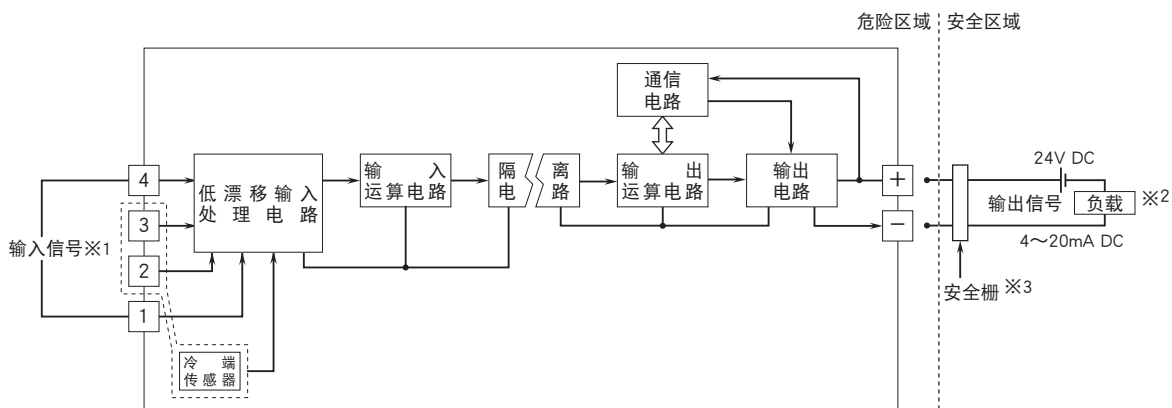 危险区域 安全区域
通信
电路
4
3
2
1
输入信号※1
低漂移输入
处理电路
输入
运算电路
隔离
电路
输出
运算电路
输出
电路
+
−
24V DC
输出信号
负载 ※2
4～20mA DC
安全栅 ※3
冷端
传感器